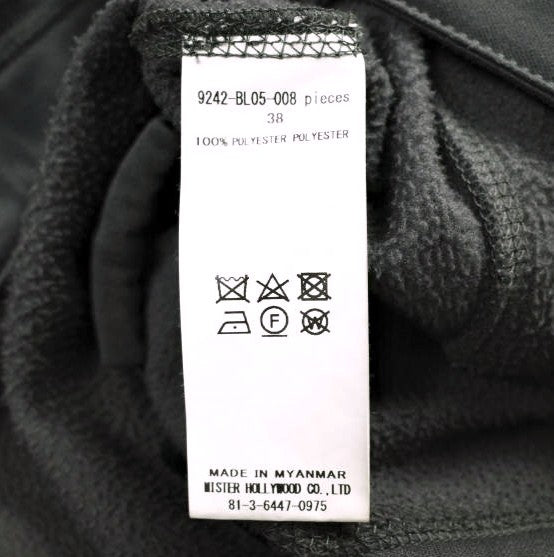 9242-BL05-008 pieces
38
100% POLYESTER POLYESTER
F
W
MADE IN MYANMAR
MISTER HOLLYWOOD CO.,LTD
81-3-6447-0975